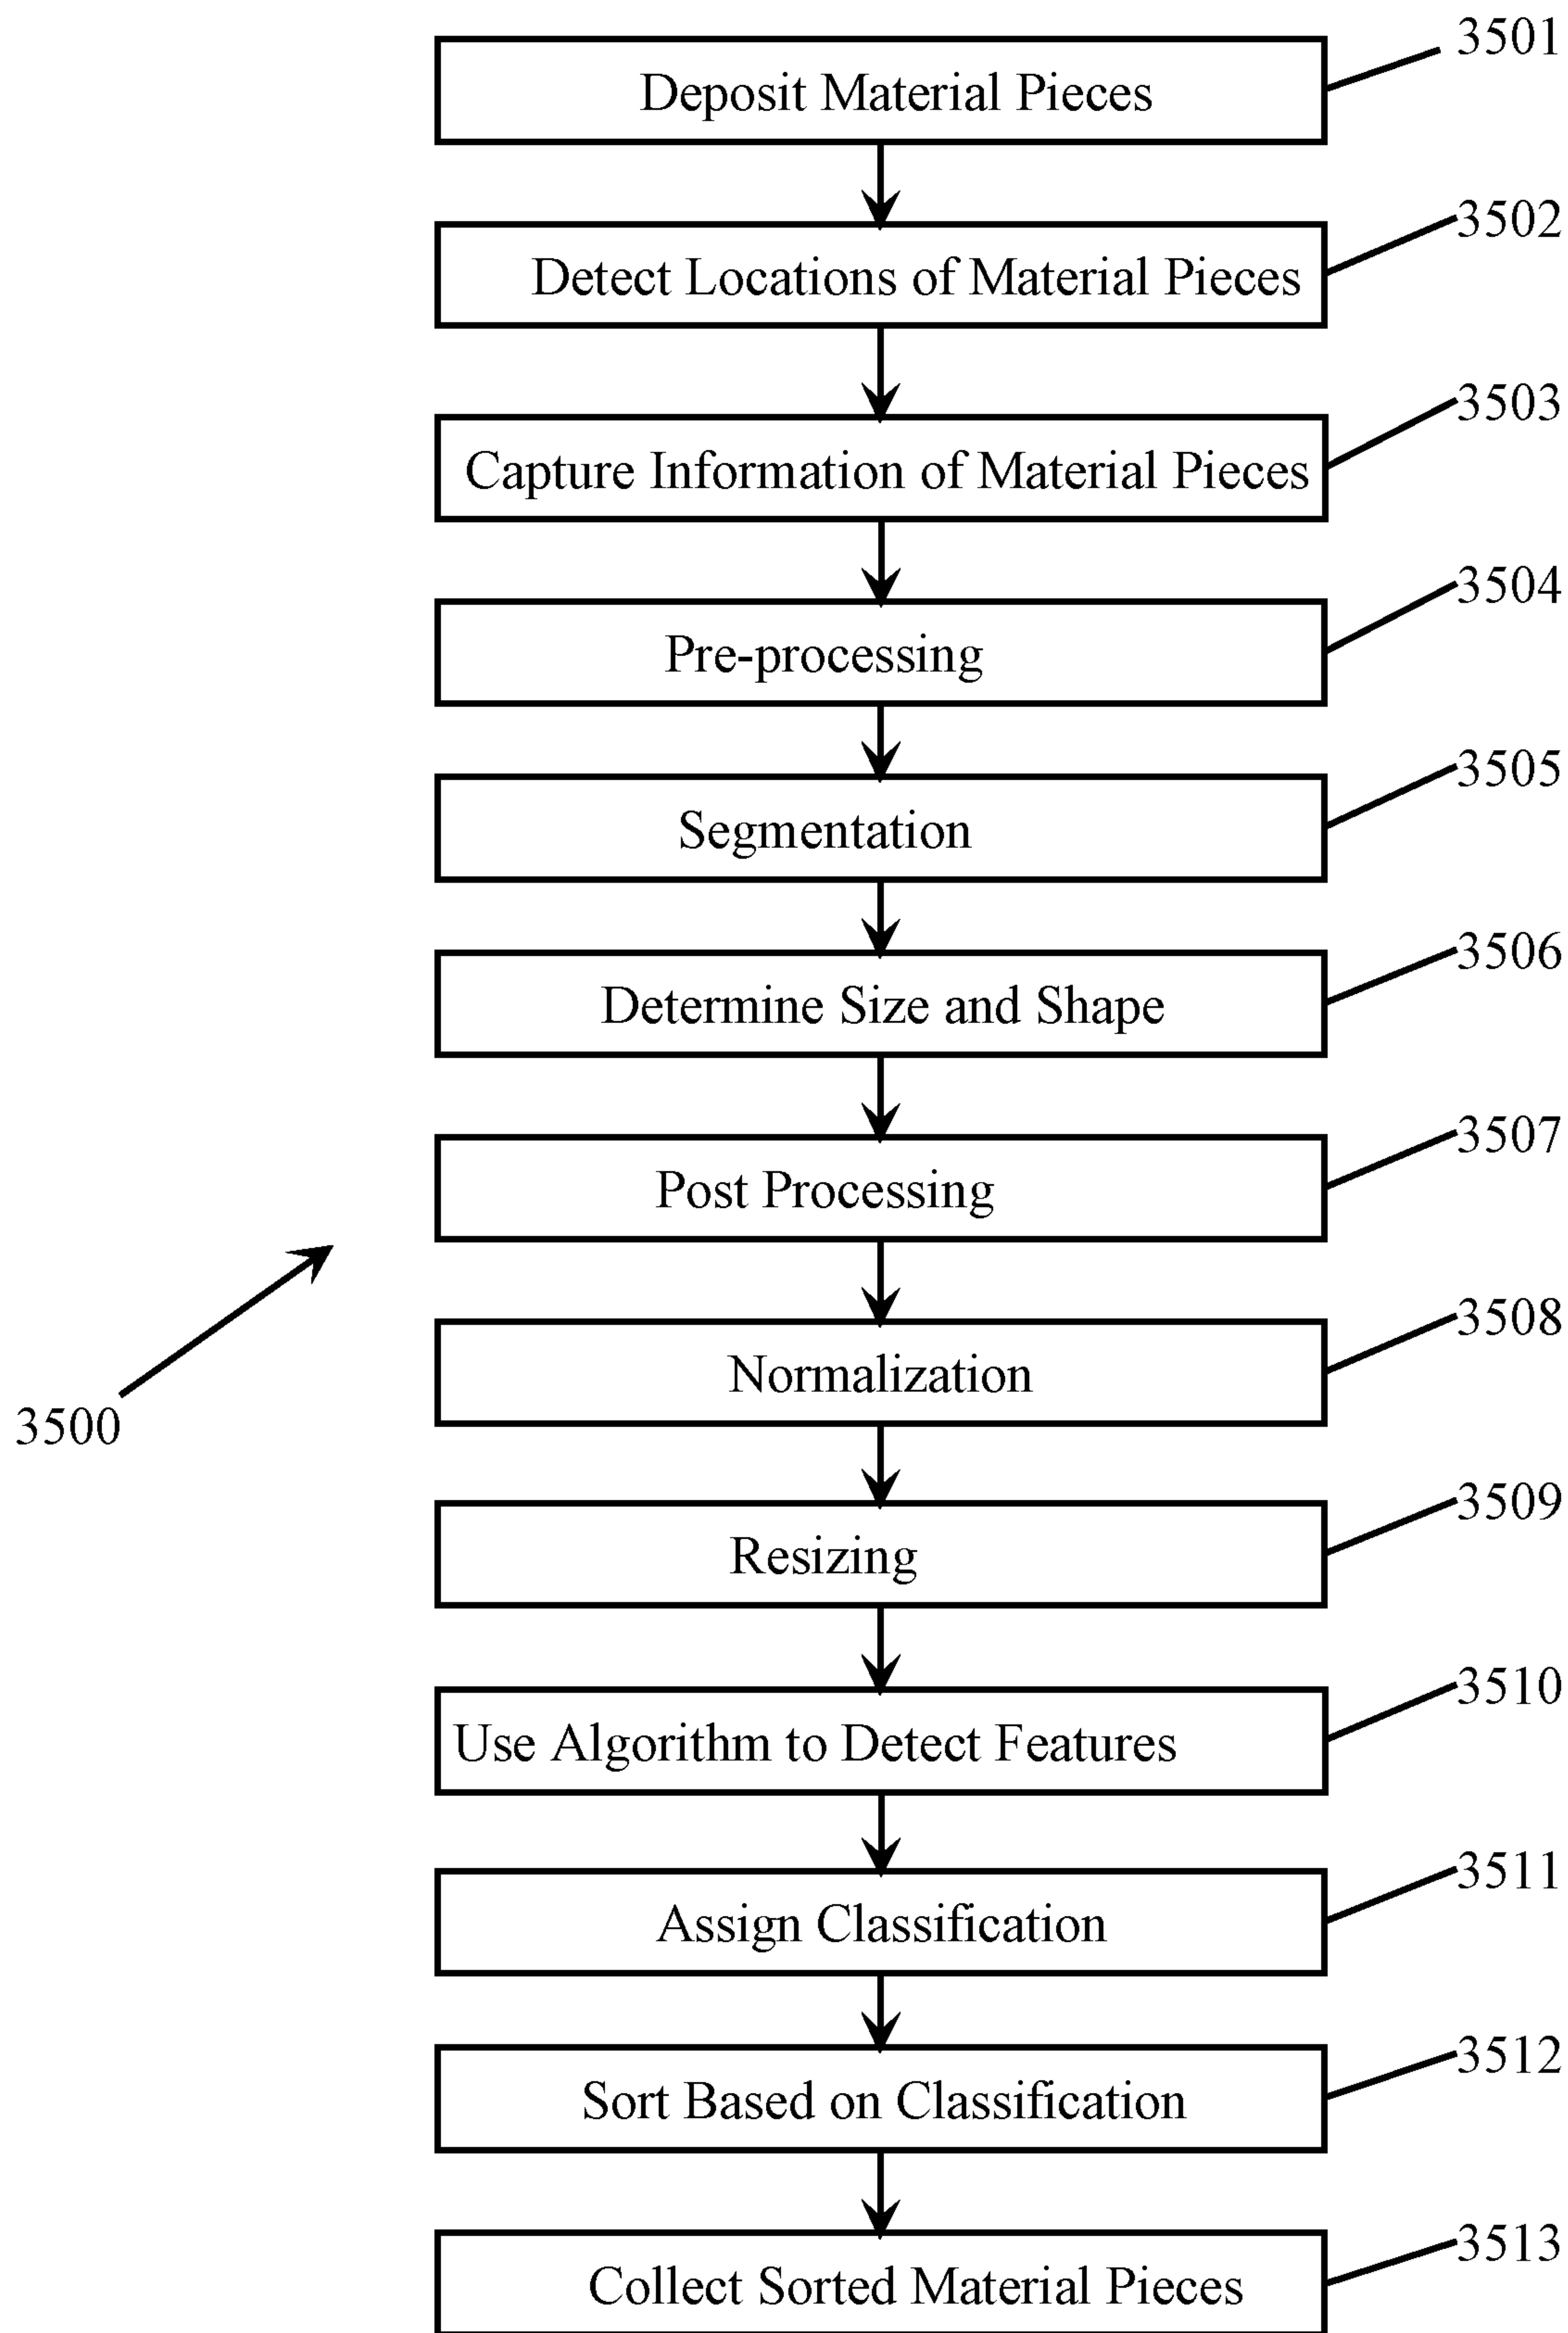 3501
Deposit Material Pieces
3502
Detect Locations of Material Pieces
3503
Capture Information of Material Pieces
3504
Pre-processing
3505
Segmentation
3506
Determine Size and Shape
3507
Post Processing
3508
Normalization
3500
3509
Resizing
3510
Use Algorithm to Detect Features
3511
Assign Classification
3512
Sort Based on Classification
3513
Collect Sorted Material Pieces